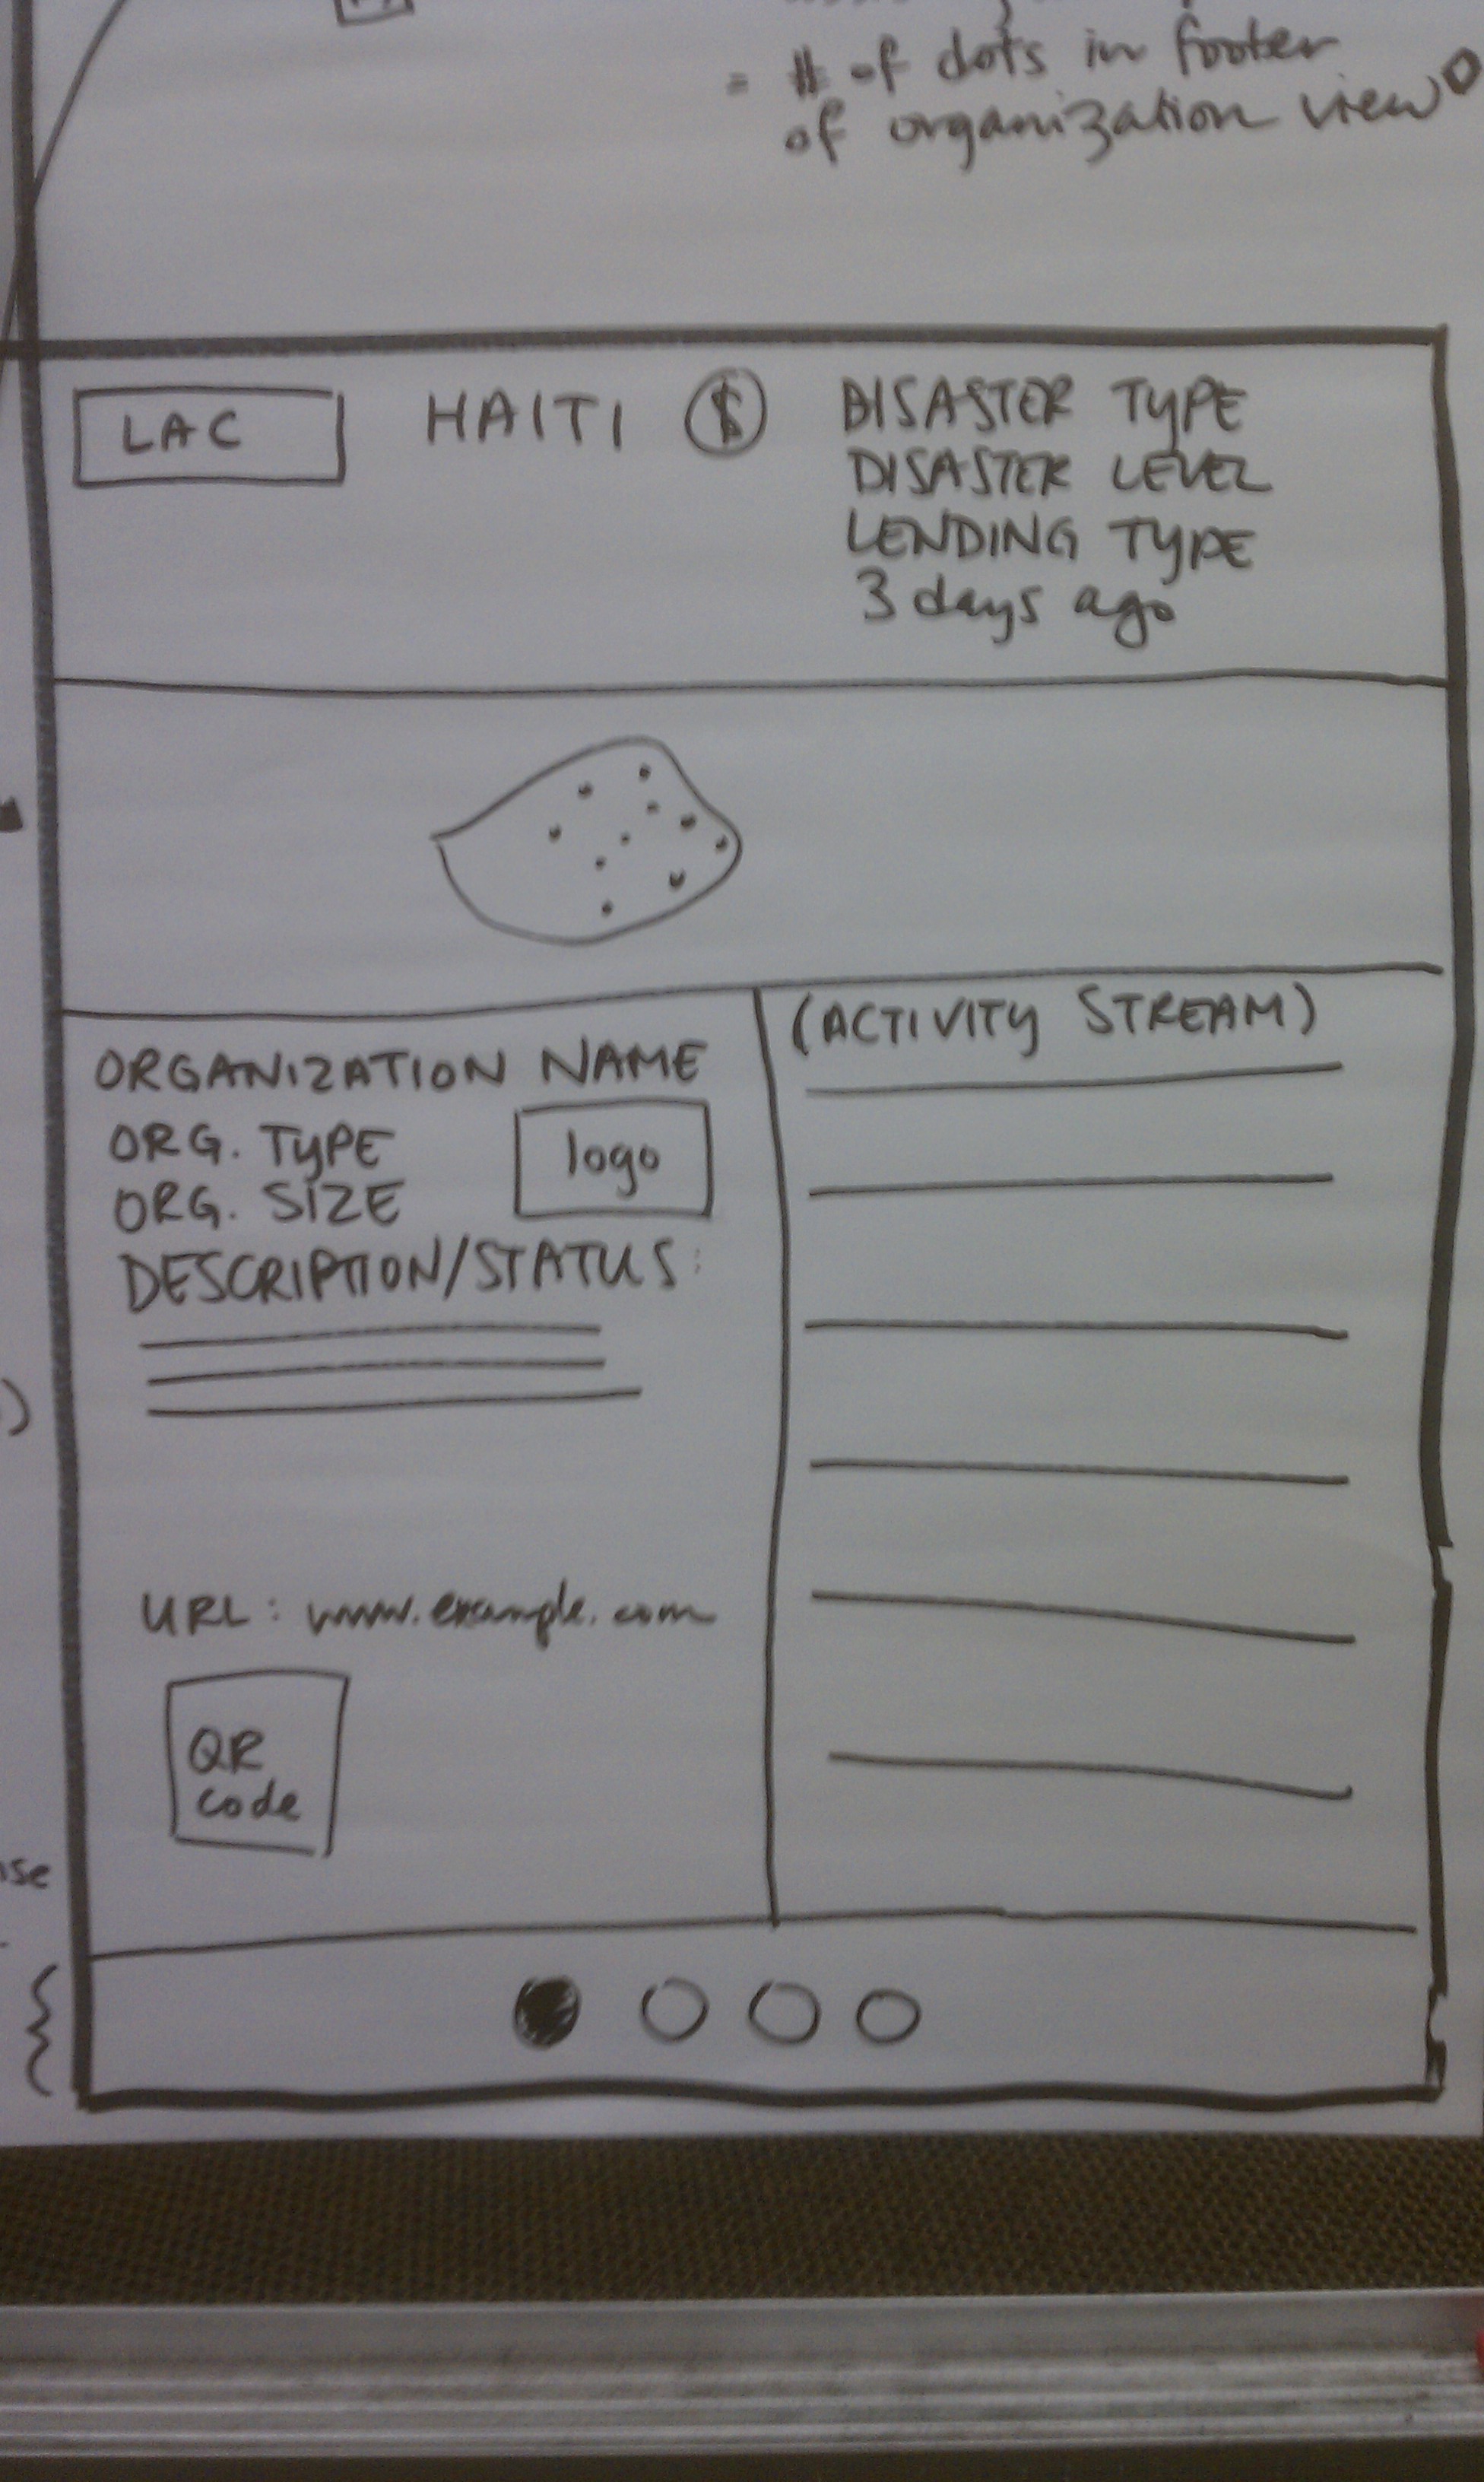 = # of dots in footer
of organization view
LAC
HAITI $
DISASTER TYPE
DISASTER LEVEL
LENDING TYPE
3 days ago
ORGANIZATION NAME
ORG. TYPE
ORG. SIZE
logo
DESCRIPTION/STATUS:
URL: www.example.com
QR
code
(ACTIVITY STREAM)